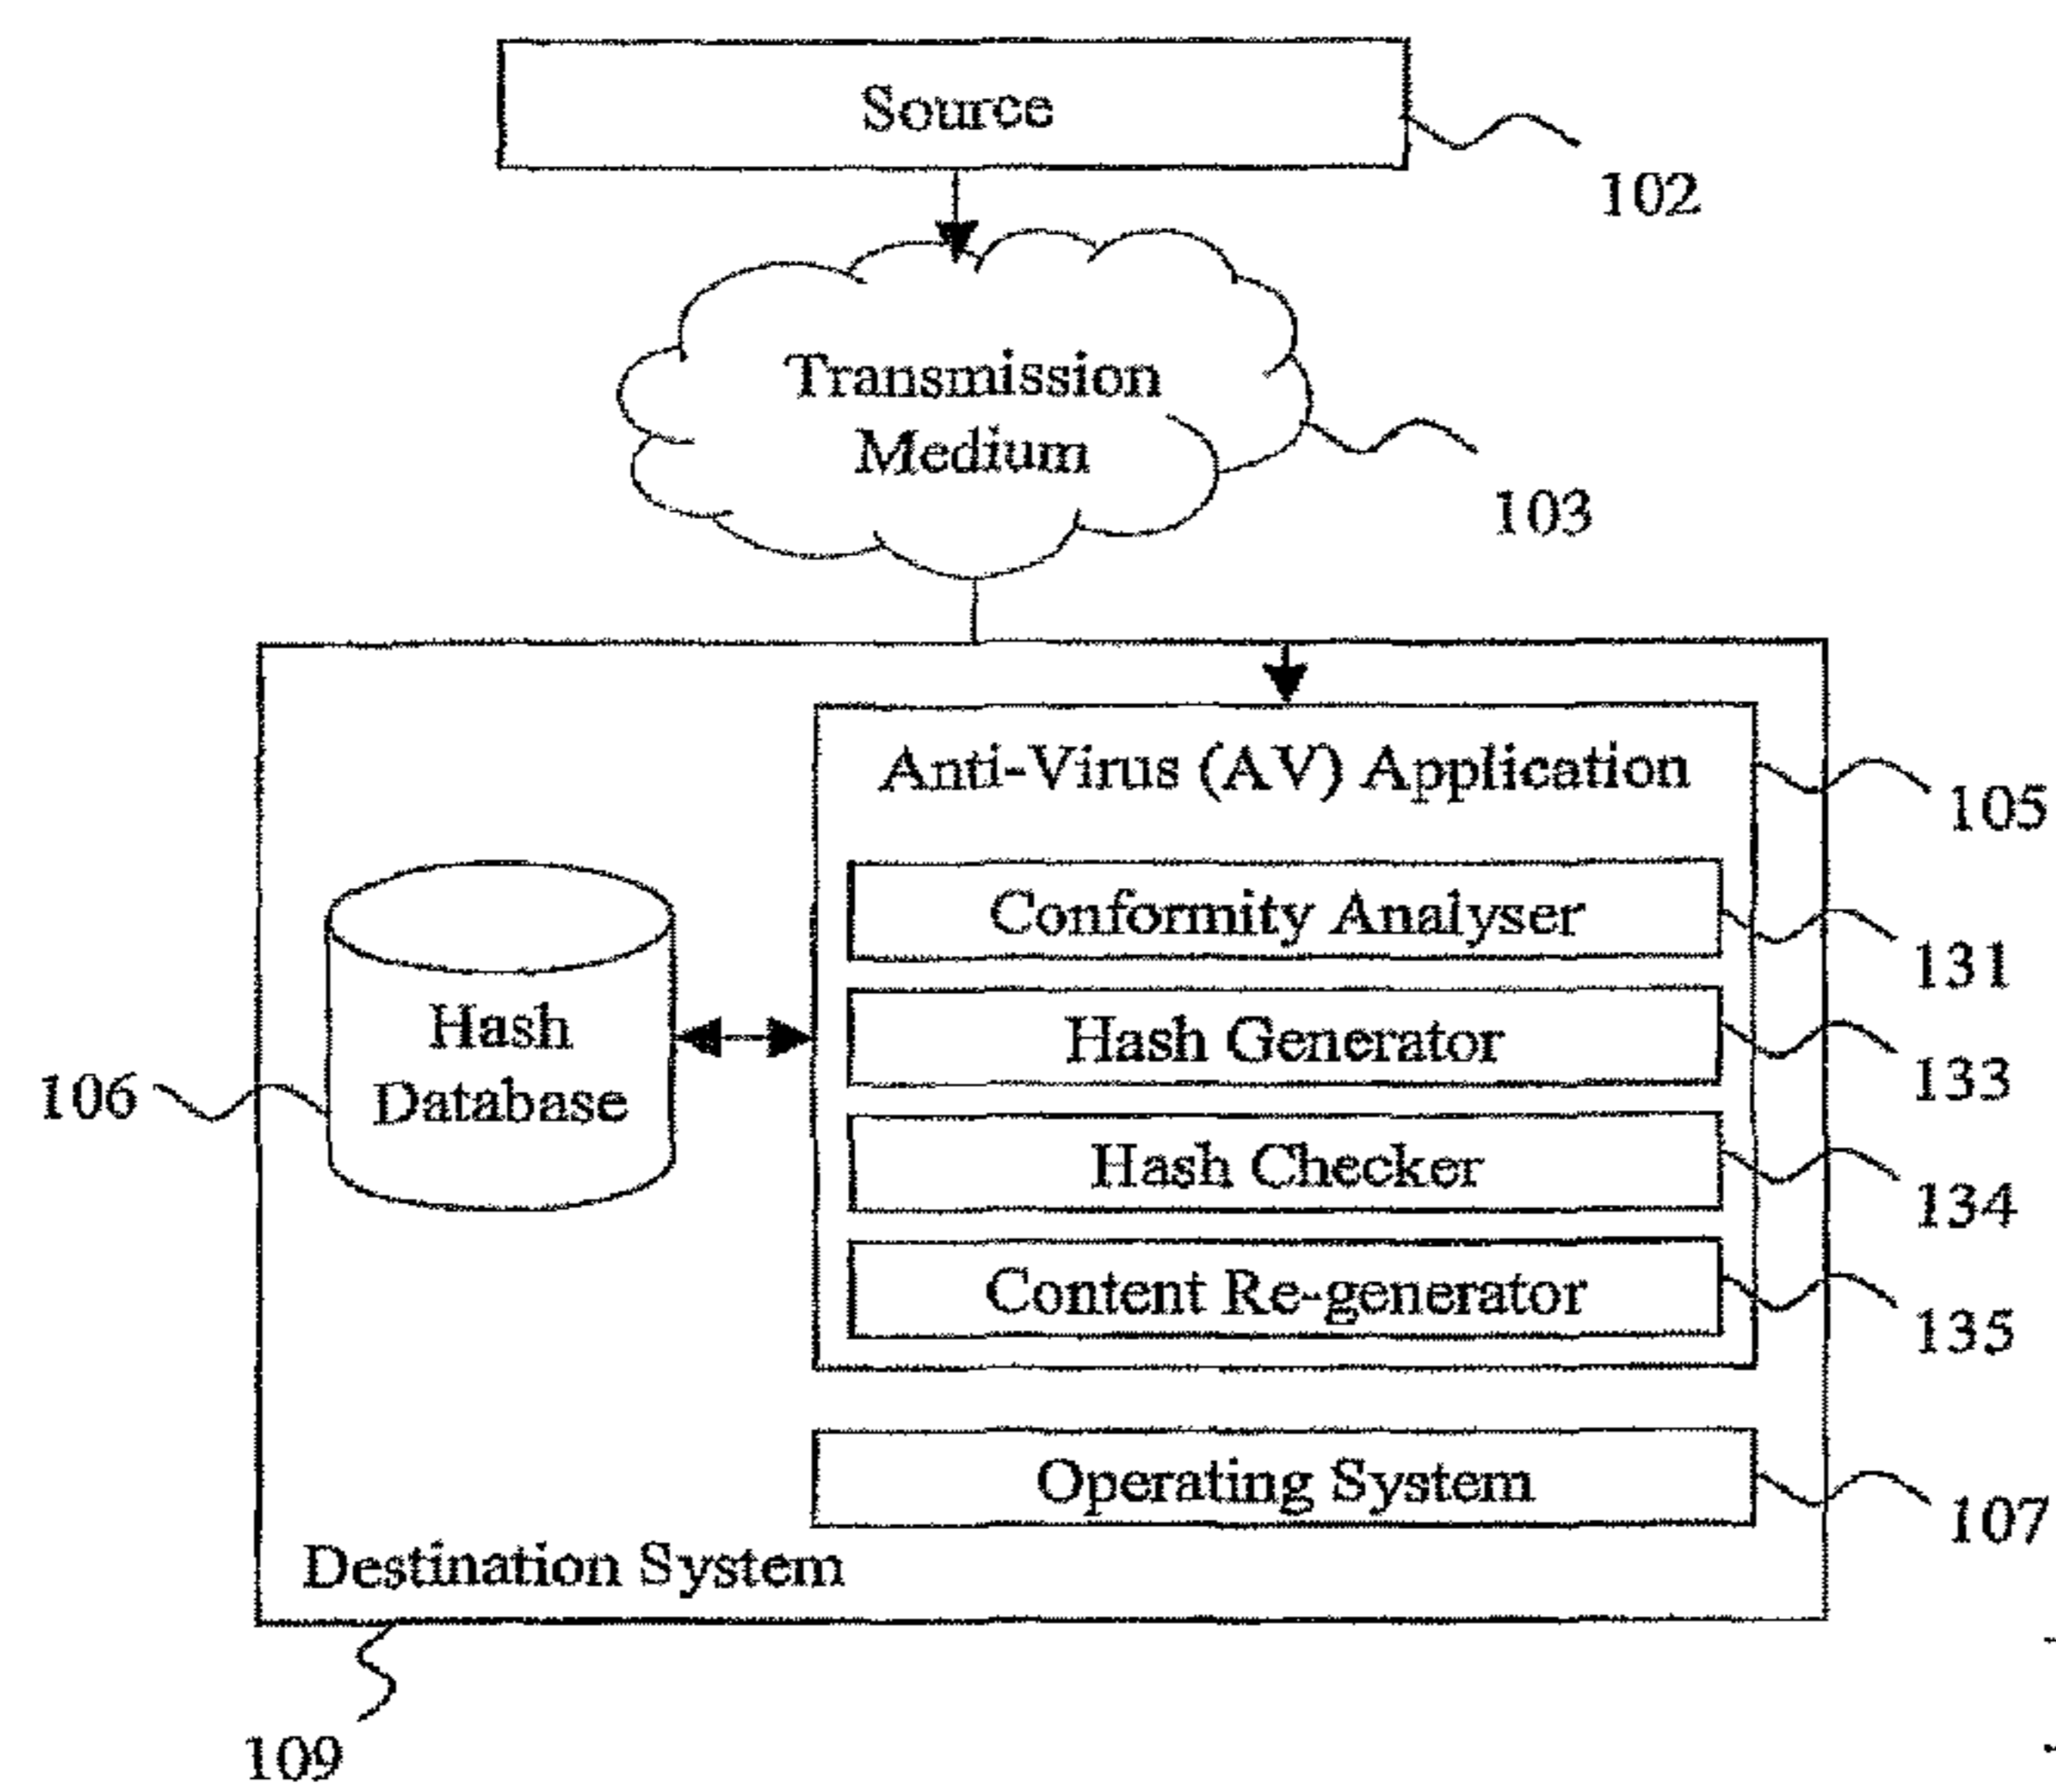 Source
102
Transmission
Medium
103
Anti-Virus (AV) Application
105
Conformity Analyser
131
Hash
Database
106
Hash Generator
133
Hash Checker
134
Content Re-generator
135
Operating System
107
Destination System
109